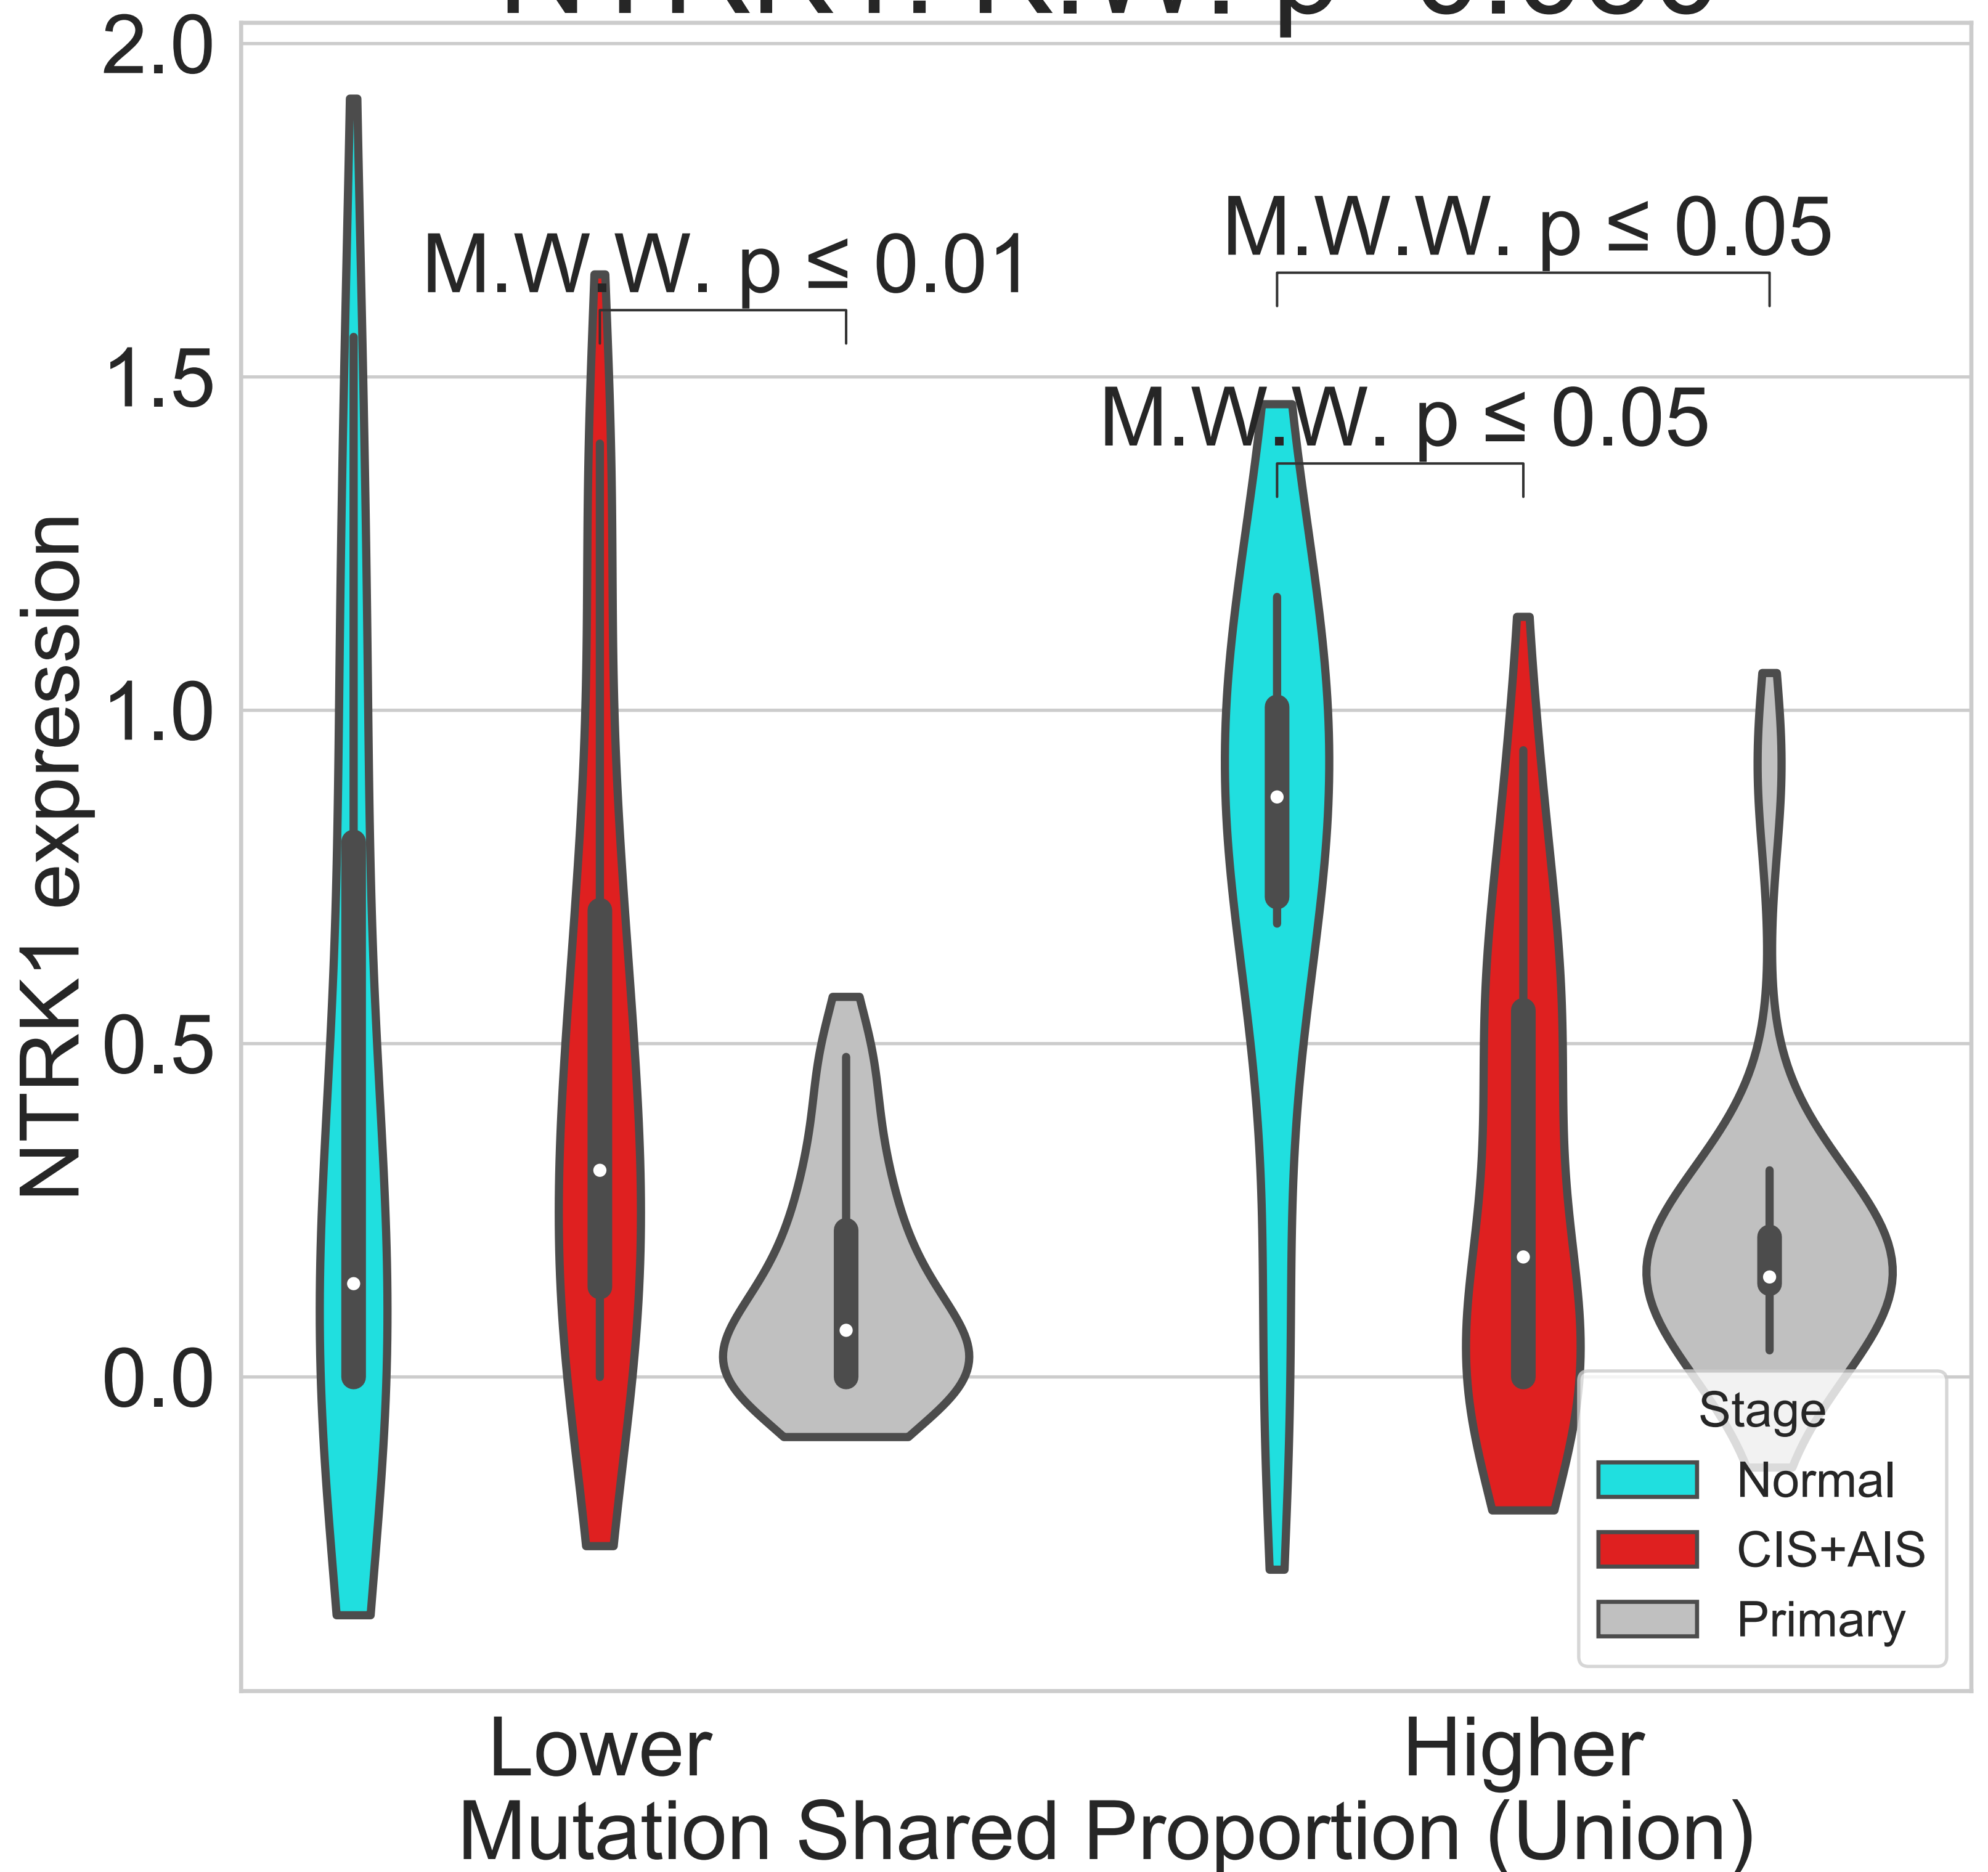 2.0
M.W.W. p ≤ 0.05
M.W.W. p ≤ 0.01
1.5
M.W.W. p ≤ 0.05
1.0
NTRK1 expression
0.5
0.0
Stage
Normal
CIS+AIS
Primary
Lower
Higher
Mutation Shared Proportion (Union)